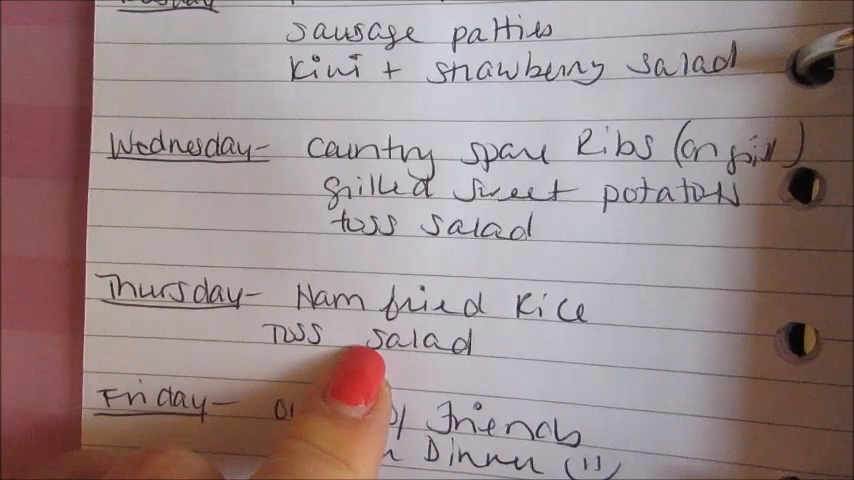 sausage patties
kiwi + strawberry salad
Wednesday- country spare Ribs (on grill)
grilled sweet potatoes
toss salad
Thursday- Ham fried Rice
Toss salad
Friday- w/ Friends
Dinner (11)